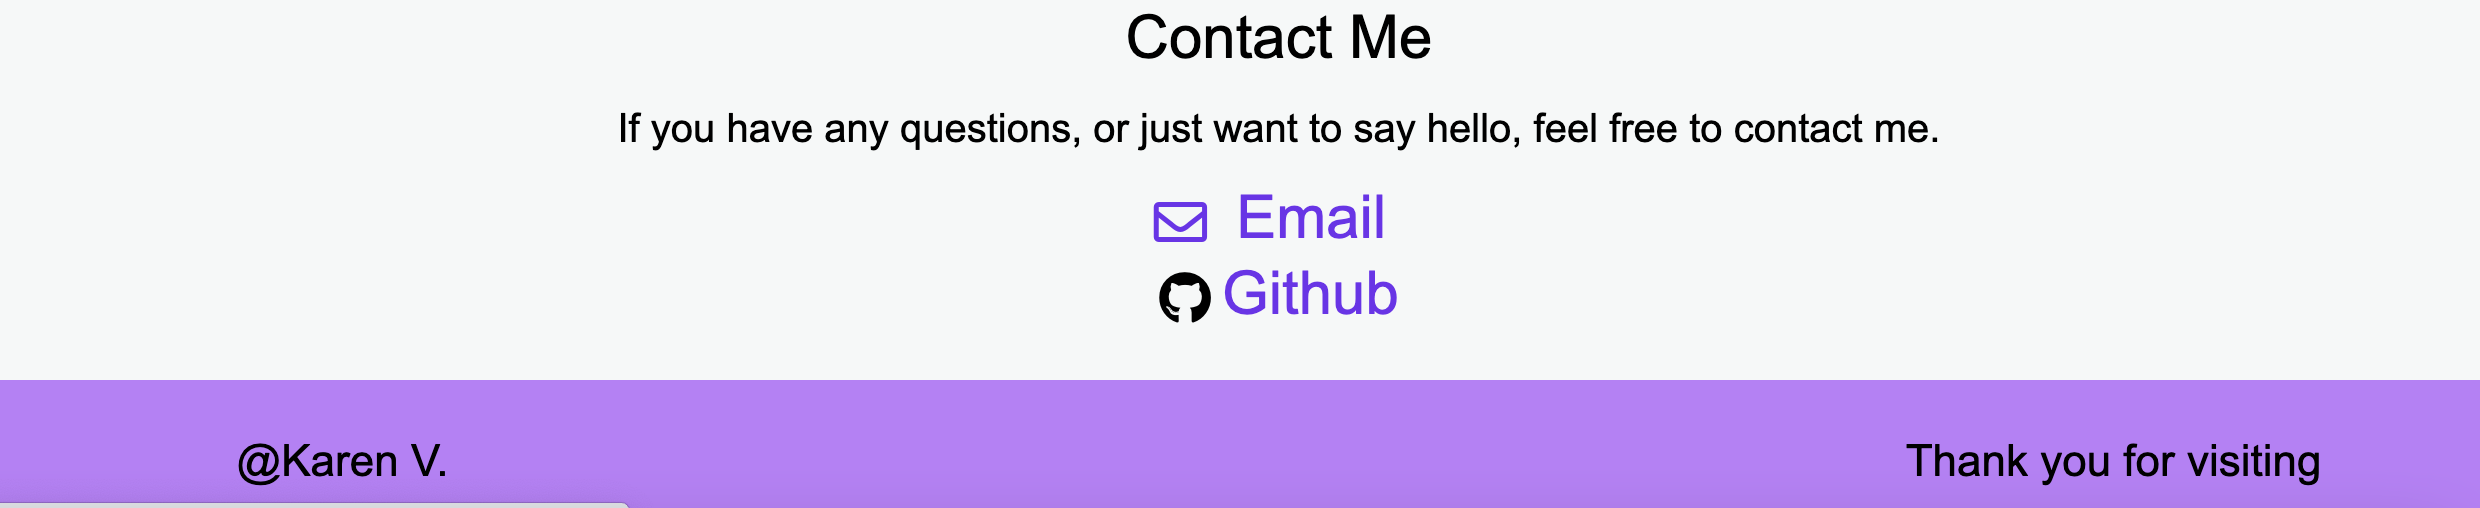 Contact Me
If you have any questions, or just want to say hello, feel free to contact me.
Email
Github
@Karen V.
Thank you for visiting